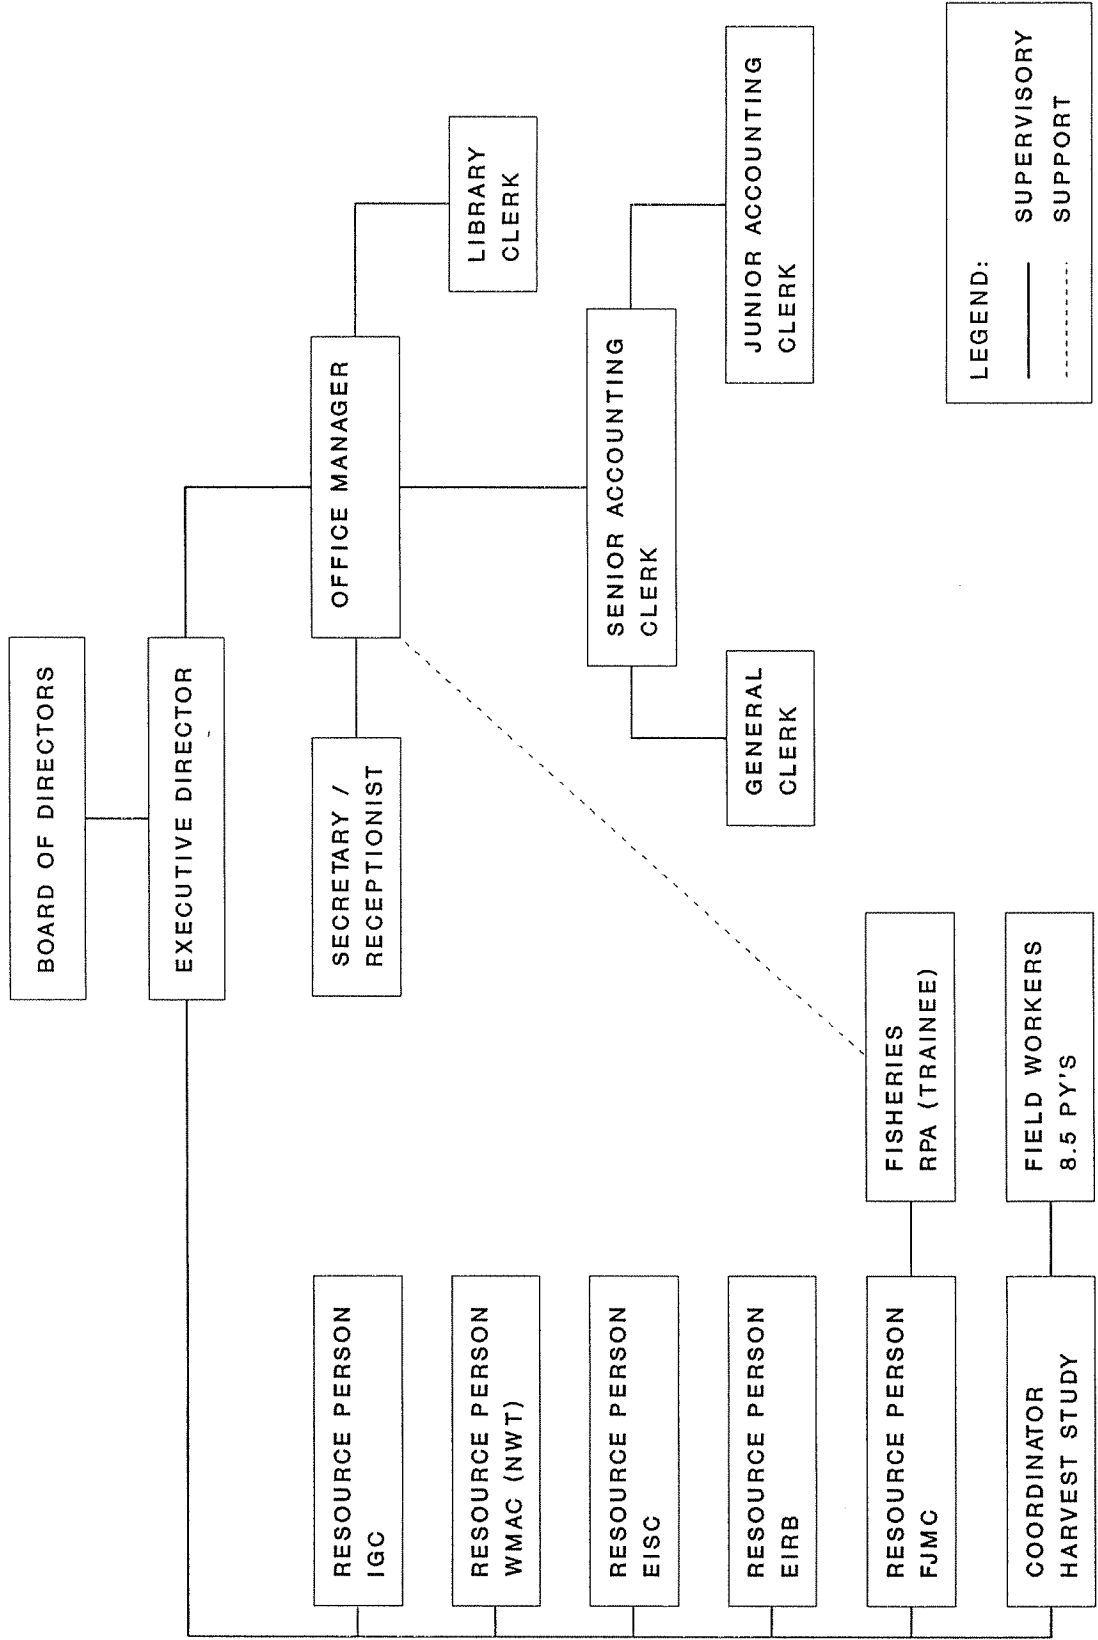 BOARD OF DIRECTORS
EXECUTIVE DIRECTOR
RESOURCE PERSON
IGC
SECRETARY /
RECEPTIONIST
OFFICE MANAGER
RESOURCE PERSON
WMAC (NWT)
LIBRARY
CLERK
RESOURCE PERSON
EISC
SENIOR ACCOUNTING
CLERK
RESOURCE PERSON
EIRB
GENERAL
CLERK
JUNIOR ACCOUNTING
CLERK
RESOURCE PERSON
FJMC
FISHERIES
RPA (TRAINEE)
COORDINATOR
HARVEST STUDY
FIELD WORKERS
8.5 PY'S
LEGEND:
SUPERVISORY
SUPPORT